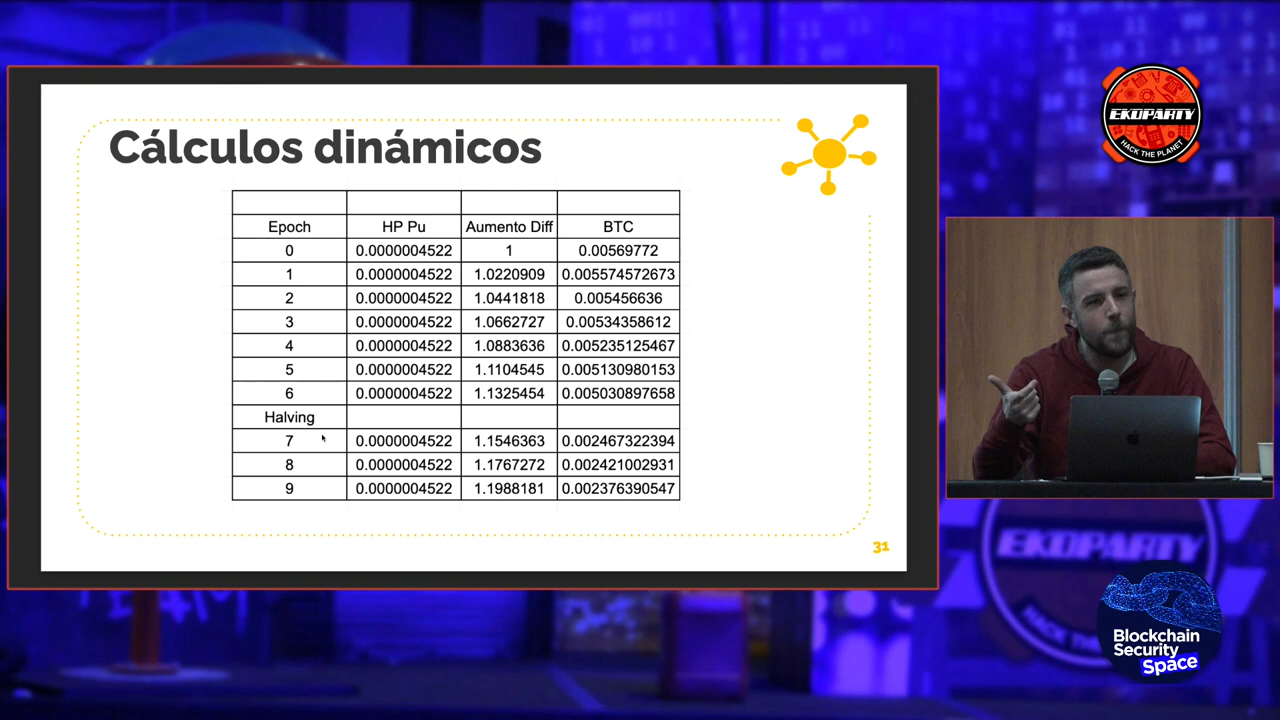 Cálculos dinámicos
Epoch HP Pu Aumento Diff BTC
0 0.0000004522 1 0.00569772
1 0.0000004522 1.0220909 0.005574572673
2 0.0000004522 1.0441818 0.005456636
3 0.0000004522 1.0662727 0.00534358612
4 0.0000004522 1.0883636 0.005235125467
5 0.0000004522 1.1104545 0.005130980153
6 0.0000004522 1.1325454 0.005030897658
Halving
7 0.0000004522 1.1546363 0.002467322394
8 0.0000004522 1.1767272 0.002421002931
9 0.0000004522 1.1988181 0.002376390547
31
EKOPARTY
HACK THE PLANET
EKOPARTY
Blockchain
Security
Space